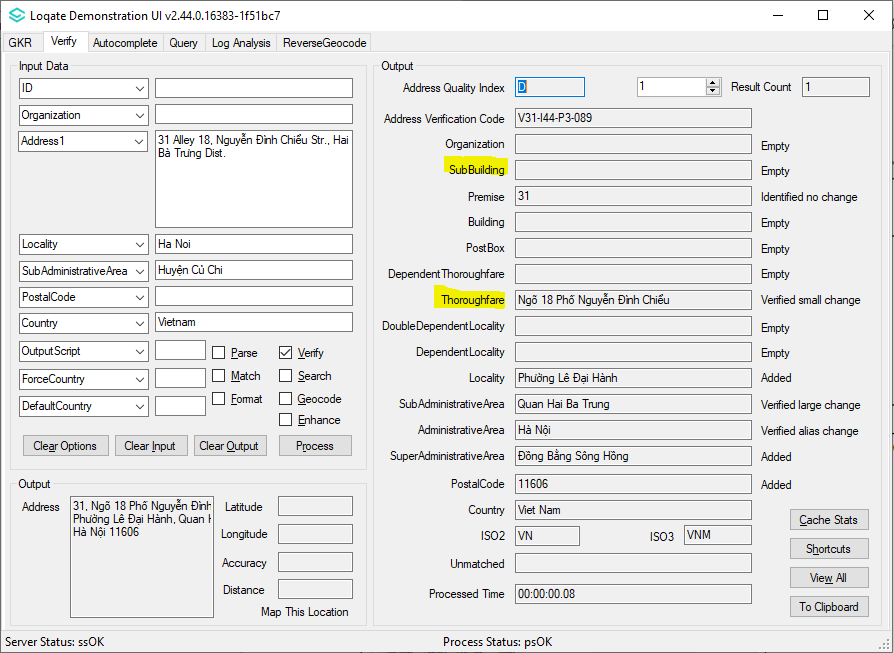 Loqate Demonstration UI v2.44.0.16383-1f51bc7
GKR Verify Autocomplete Query Log Analysis ReverseGeocode
Input Data
ID
Organization
Address1
31 Alley 18, Nguyễn Đình Chiểu Str., Hai
Bà Trưng Dist.
Locality Ha Noi
SubAdministrativeArea Huyện Củ Chi
PostalCode
Country Vietnam
OutputScript Parse Verify
ForceCountry Match Search
DefaultCountry Format Geocode
Enhance
Clear Options Clear Input Clear Output Process
Output
Address
31, Ngõ 18 Phố Nguyễn Đình
Phường Lê Đại Hành, Quan H
Hà Nội 11606
Latitude
Longitude
Accuracy
Distance
Map This Location
Output
Address Quality Index D 1 Result Count 1
Address Verification Code V31-I44-P3-089
Organization Empty
SubBuilding Empty
Premise 31 Identified no change
Building Empty
PostBox Empty
DependentThoroughfare Empty
Thoroughfare Ngõ 18 Phố Nguyễn Đình Chiểu Verified small change
DoubleDependentLocality Empty
DependentLocality Empty
Locality Phường Lê Đại Hành Added
SubAdministrativeArea Quan Hai Ba Trung Verified large change
AdministrativeArea Hà Nội Verified alias change
SuperAdministrativeArea Đồng Bằng Sông Hồng Added
PostalCode 11606 Added
Country Viet Nam
ISO2 VN ISO3 VNM
Unmatched
Processed Time 00:00:00.08
Cache Stats
Shortcuts
View All
To Clipboard
Server Status: ssOK Process Status: psOK